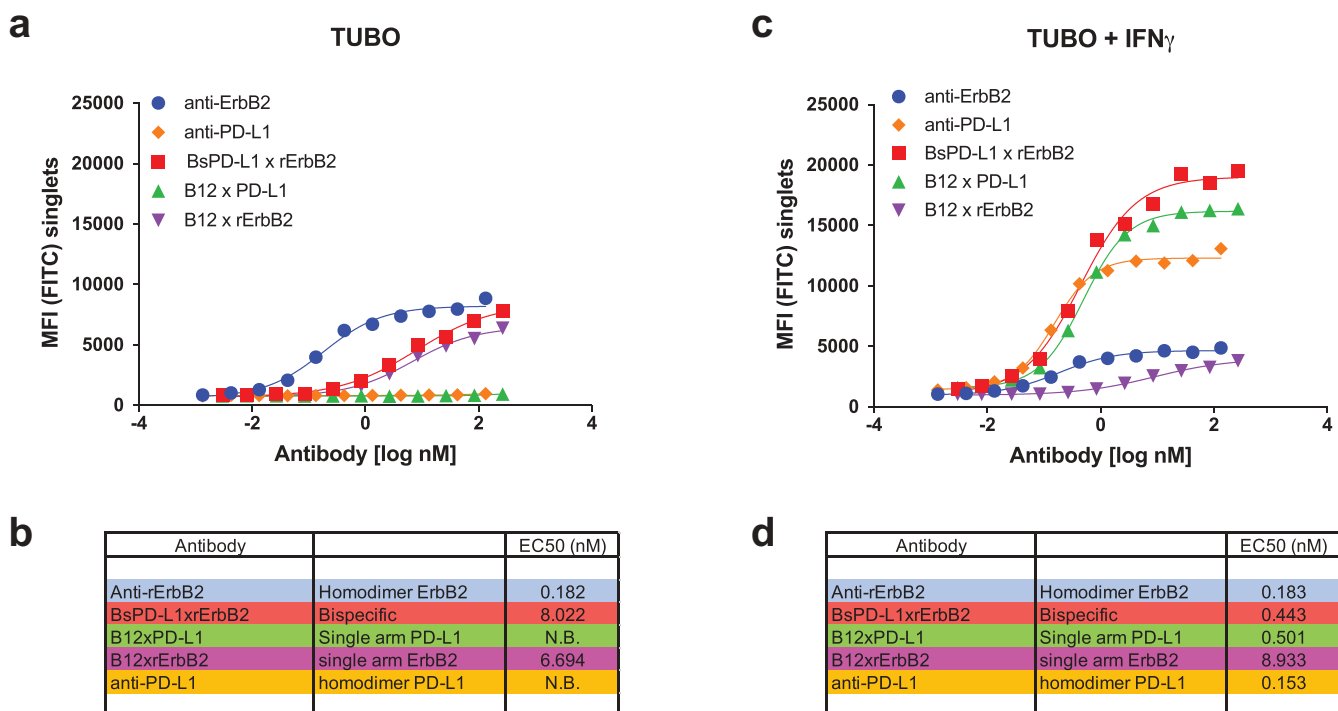 a
TUBO
25000
20000
15000
10000
5000
0
MFI (FITC) singlets
anti-ErbB2
anti-PD-L1
BsPD-L1 x rErbB2
B12 x PD-L1
B12 x rErbB2
-4
-2
0
2
4
Antibody [log nM]
c
TUBO + IFNγ
25000
20000
15000
10000
5000
0
MFI (FITC) singlets
anti-ErbB2
anti-PD-L1
BsPD-L1 x rErbB2
B12 x PD-L1
B12 x rErbB2
-4
-2
0
2
4
Antibody [log nM]
b
Antibody EC50 (nM)
Anti-rErbB2 Homodimer ErbB2 0.182
BsPD-L1xrErbB2 Bispecific 8.022
B12xPD-L1 Single arm PD-L1 N.B.
B12xrErbB2 single arm ErbB2 6.694
anti-PD-L1 homodimer PD-L1 N.B.
d
Antibody EC50 (nM)
Anti-rErbB2 Homodimer ErbB2 0.183
BsPD-L1xrErbB2 Bispecific 0.443
B12xPD-L1 Single arm PD-L1 0.501
B12xrErbB2 single arm ErbB2 8.933
anti-PD-L1 homodimer PD-L1 0.153